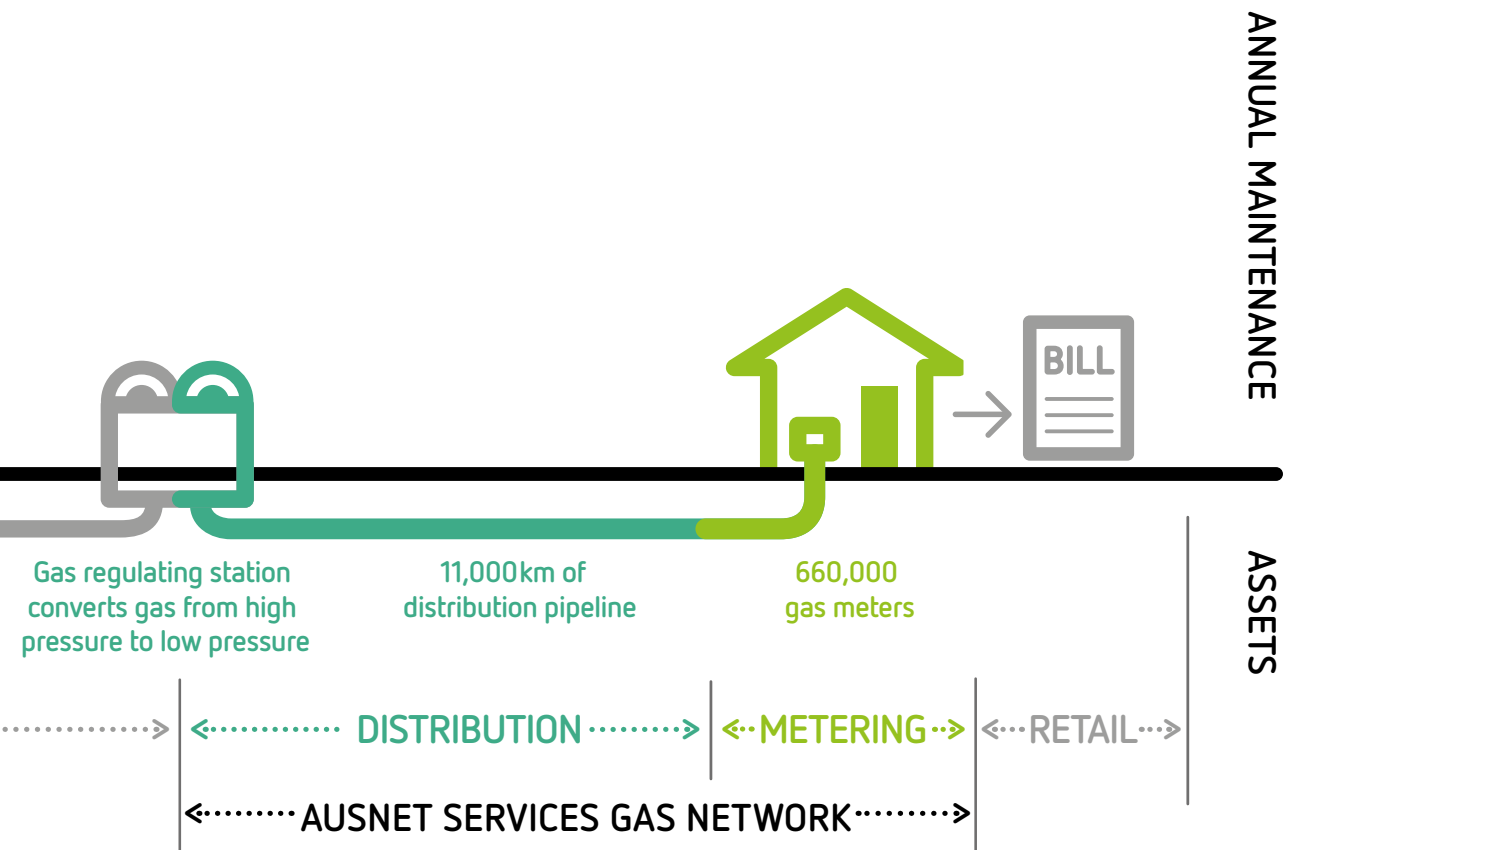 ANNUAL MAINTENANCE
BILL
ASSETS
Gas regulating station
converts gas from high
pressure to low pressure
11,000km of
distribution pipeline
660,000
gas meters
DISTRIBUTION
METERING
RETAIL
AUSNET SERVICES GAS NETWORK